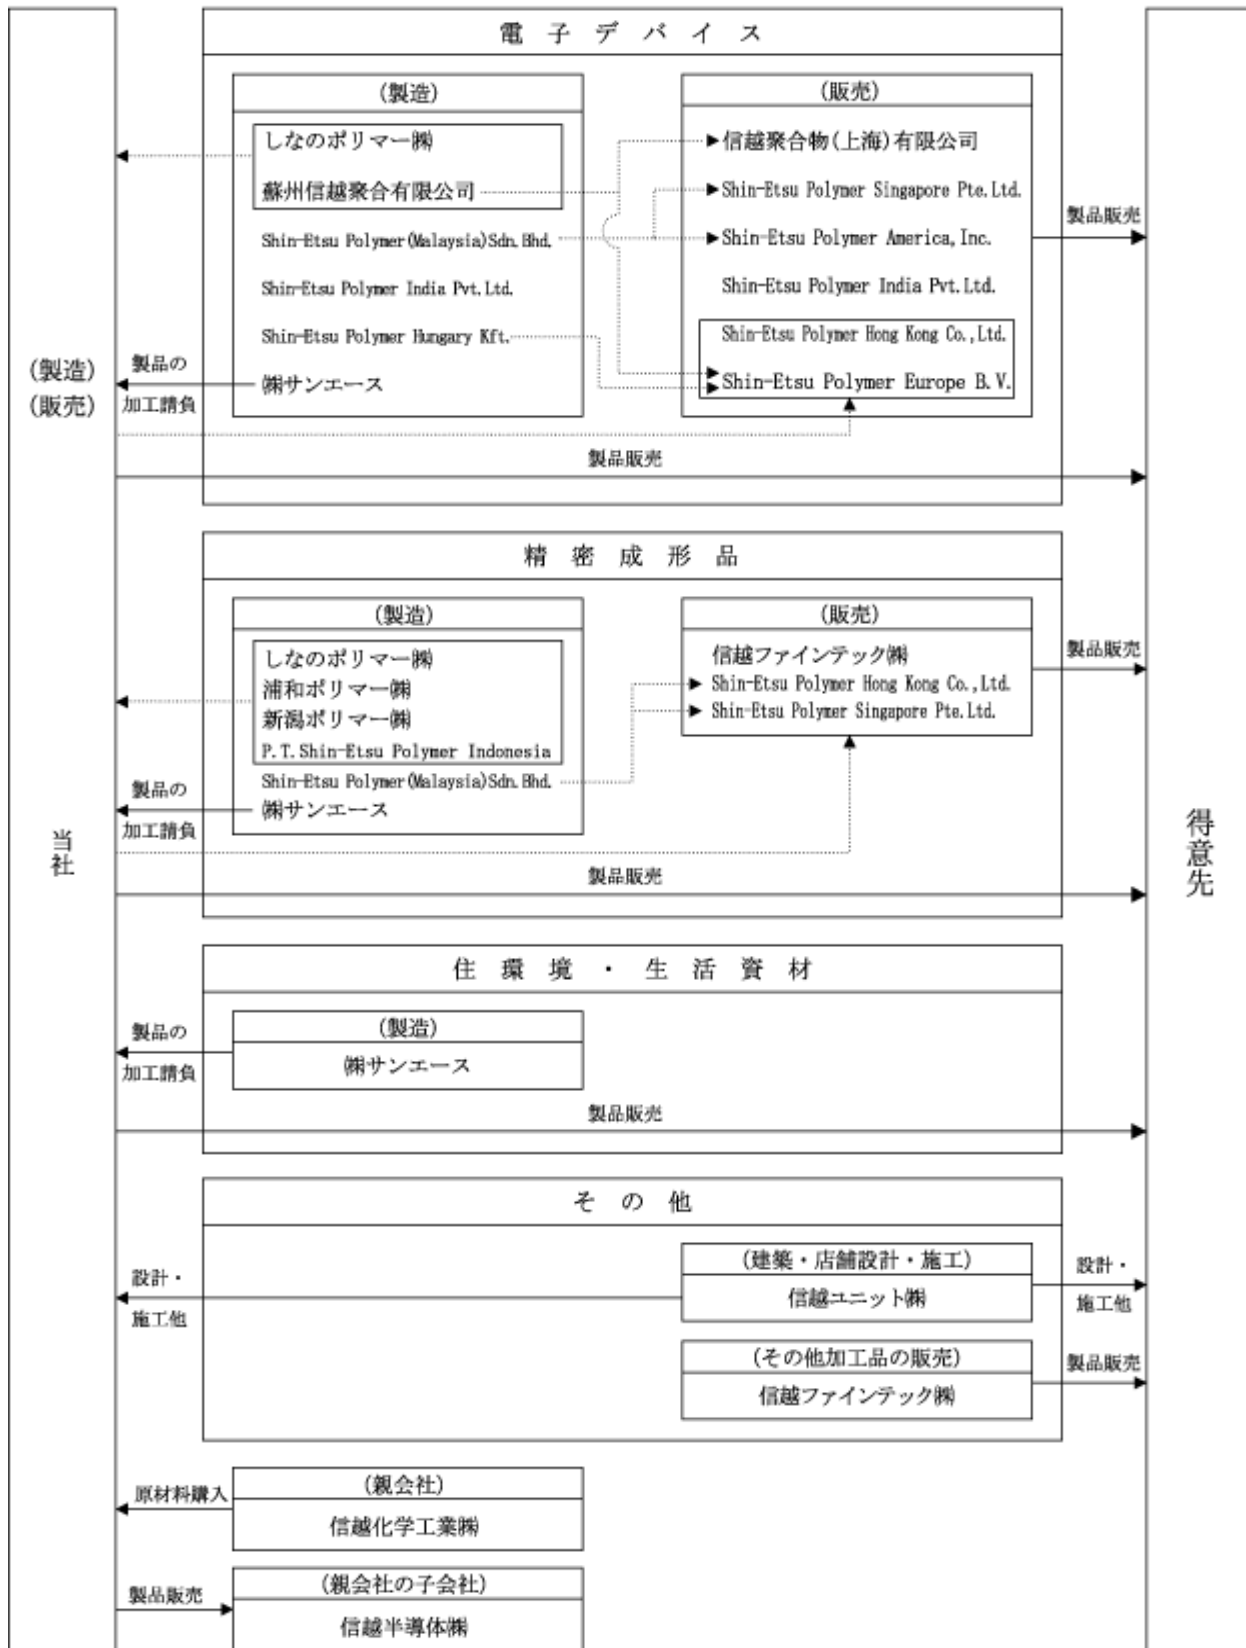 電子デバイス
(製造)
しなのポリマー㈱
蘇州信越聚合有限公司
Shin-Etsu Polymer(Malaysia)Sdn.Bhd.
Shin-Etsu Polymer India Pvt.Ltd.
Shin-Etsu Polymer Hungary Kft.
㈱サンエース
(販売)
信越聚合物(上海)有限公司
Shin-Etsu Polymer Singapore Pte.Ltd.
Shin-Etsu Polymer America,Inc.
Shin-Etsu Polymer India Pvt.Ltd.
Shin-Etsu Polymer Hong Kong Co.,Ltd.
Shin-Etsu Polymer Europe B.V.
製品販売
(製造)
(販売)
製品の
加工請負
製品販売
精密成形品
(製造)
しなのポリマー㈱
浦和ポリマー㈱
新潟ポリマー㈱
P.T.Shin-Etsu Polymer Indonesia
Shin-Etsu Polymer(Malaysia)Sdn.Bhd.
㈱サンエース
(販売)
信越ファインテック㈱
Shin-Etsu Polymer Hong Kong Co.,Ltd.
Shin-Etsu Polymer Singapore Pte.Ltd.
製品販売
製品の
加工請負
製品販売
当社
得意先
住環境・生活資材
(製造)
㈱サンエース
製品の
加工請負
製品販売
その他
(建築・店舗設計・施工)
信越ユニット㈱
設計・
施工他
設計・
施工他
(その他加工品の販売)
信越ファインテック㈱
製品販売
(親会社)
信越化学工業㈱
原材料購入
(親会社の子会社)
信越半導体㈱
製品販売